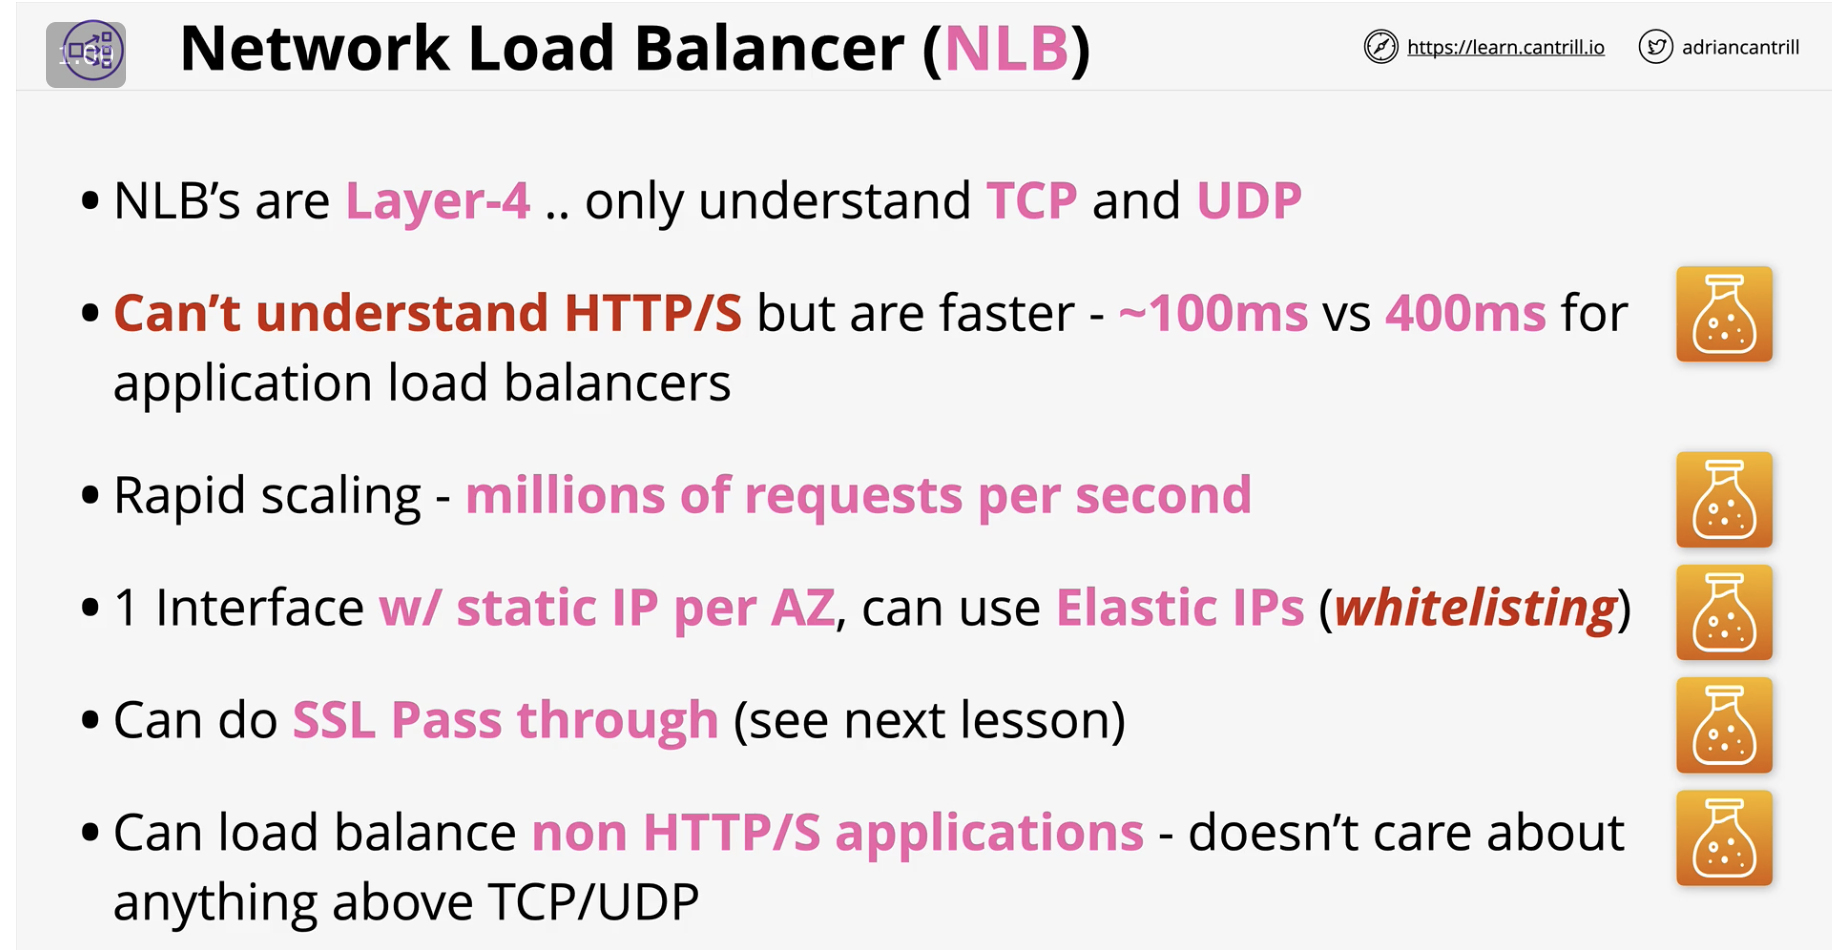 Network Load Balancer (NLB)
https://learn.cantrill.io
adriancantrill
• NLB’s are Layer-4 .. only understand TCP and UDP
• Can’t understand HTTP/S but are faster - ~100ms vs 400ms for
application load balancers
• Rapid scaling - millions of requests per second
• 1 Interface w/ static IP per AZ, can use Elastic IPs (whitelisting)
• Can do SSL Pass through (see next lesson)
• Can load balance non HTTP/S applications - doesn’t care about
anything above TCP/UDP